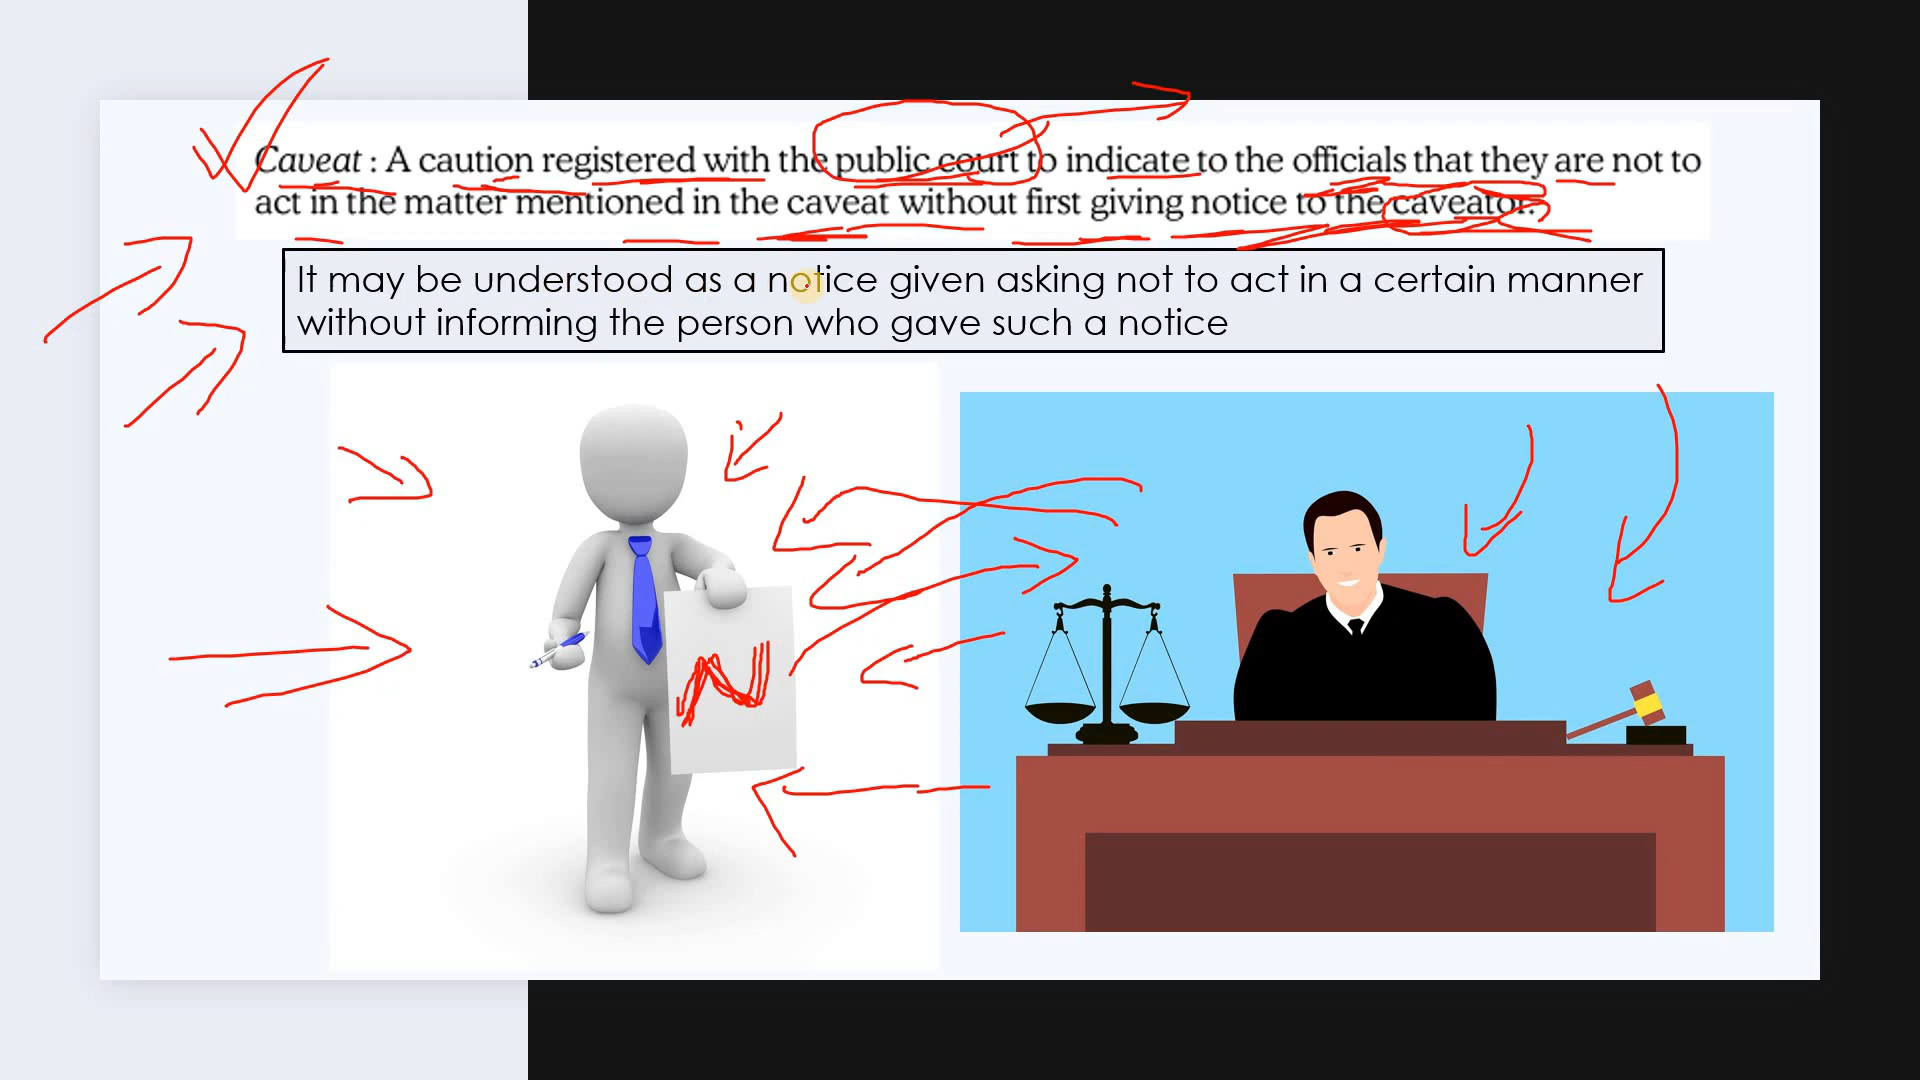 Caveat : A caution registered with the public court to indicate to the officials that they are not to
act in the matter mentioned in the caveat without first giving notice to the caveator.
It may be understood as a notice given asking not to act in a certain manner
without informing the person who gave such a notice
N